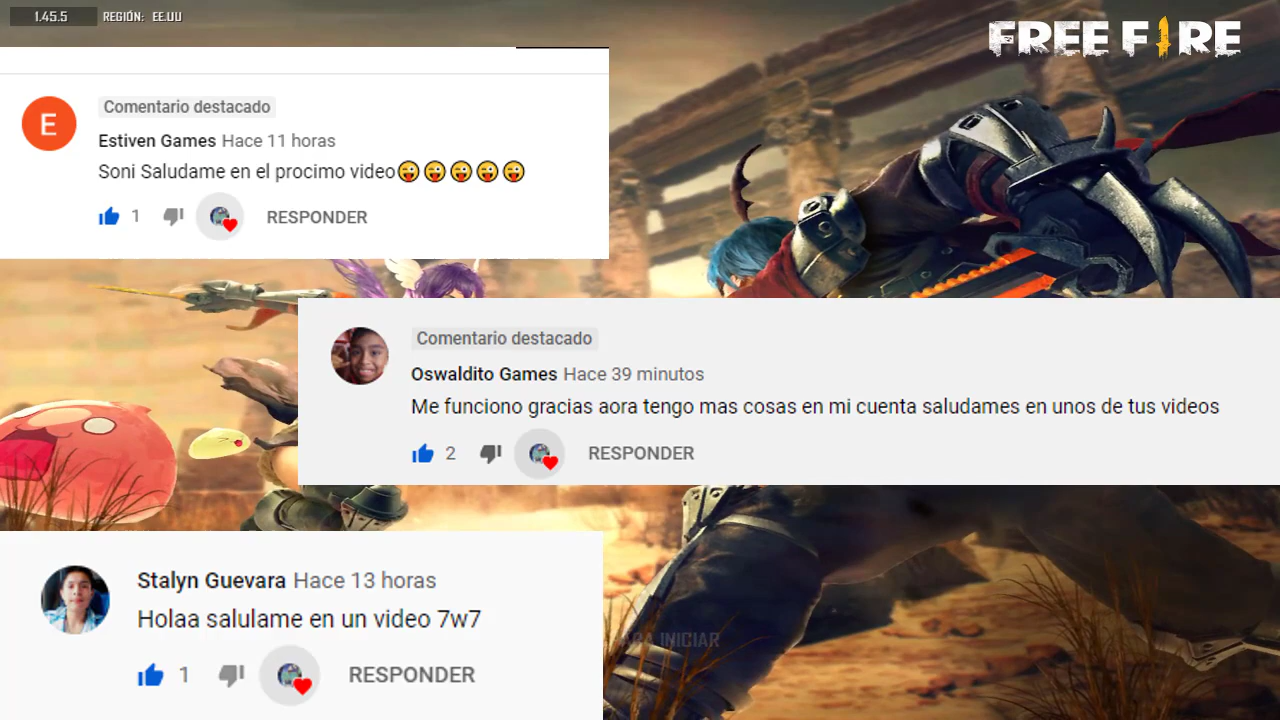 1.45.5 REGIÓN: EE.UU
FREE FIRE
E
Comentario destacado
Estiven Games Hace 11 horas
Soni Saludame en el procimo video😜😜😜😜😜
1 RESPONDER
Comentario destacado
Oswaldito Games Hace 39 minutos
Me funciono gracias aora tengo mas cosas en mi cuenta saludames en unos de tus videos
2 RESPONDER
Stalyn Guevara Hace 13 horas
Holaa salulame en un video 7w7
1 RESPONDER
INICIAR